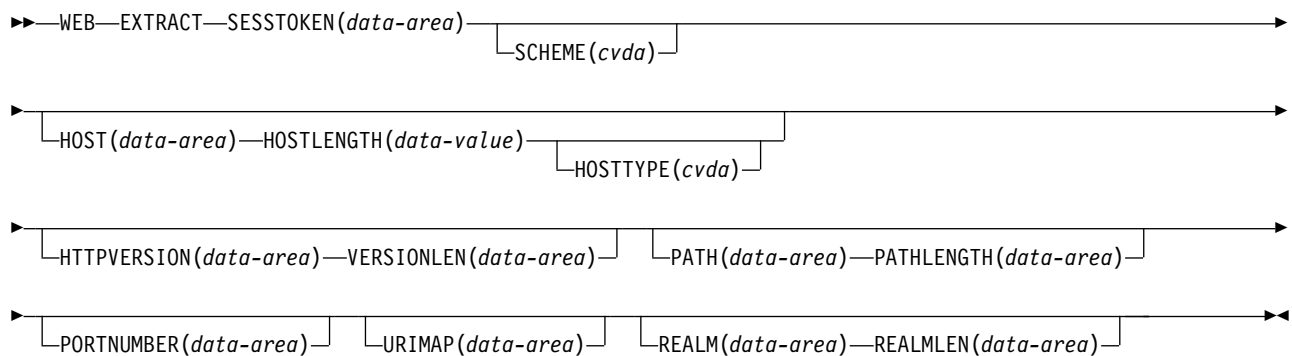 WEB EXTRACT SESSTOKEN(data-area)
SCHEME(cvda)
HOST(data-area) HOSTLENGTH(data-value)
HOSTTYPE(cvda)
HTTPVERSION(data-area) VERSIONLEN(data-area) PATH(data-area) PATHLENGTH(data-area)
PORTNUMBER(data-area) URIMAP(data-area) REALM(data-area) REALMLEN(data-area)